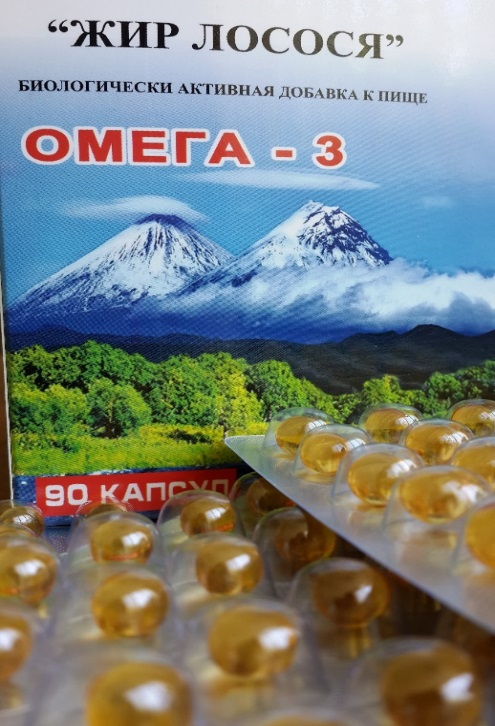 “ЖИР ЛОСОСЯ”
БИОЛОГИЧЕСКИ АКТИВНАЯ ДОБАВКА К ПИЩЕ
ОМЕГА - 3
90 КАПСУЛ